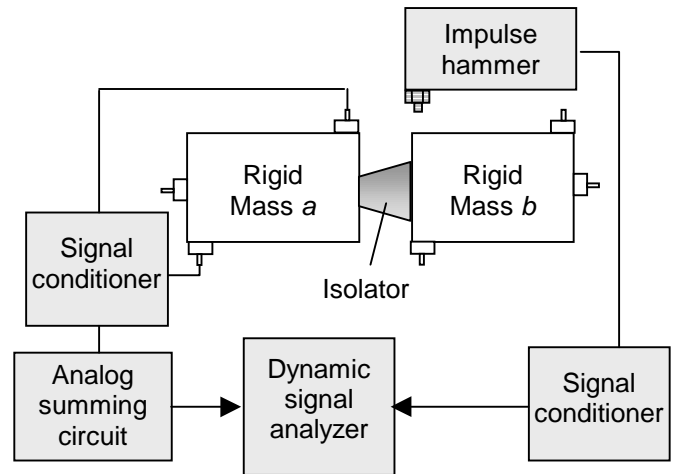 Impulse
hammer
Rigid
Mass a
Rigid
Mass b
Signal
conditioner
Isolator
Analog
summing
circuit
Dynamic
signal
analyzer
Signal
conditioner